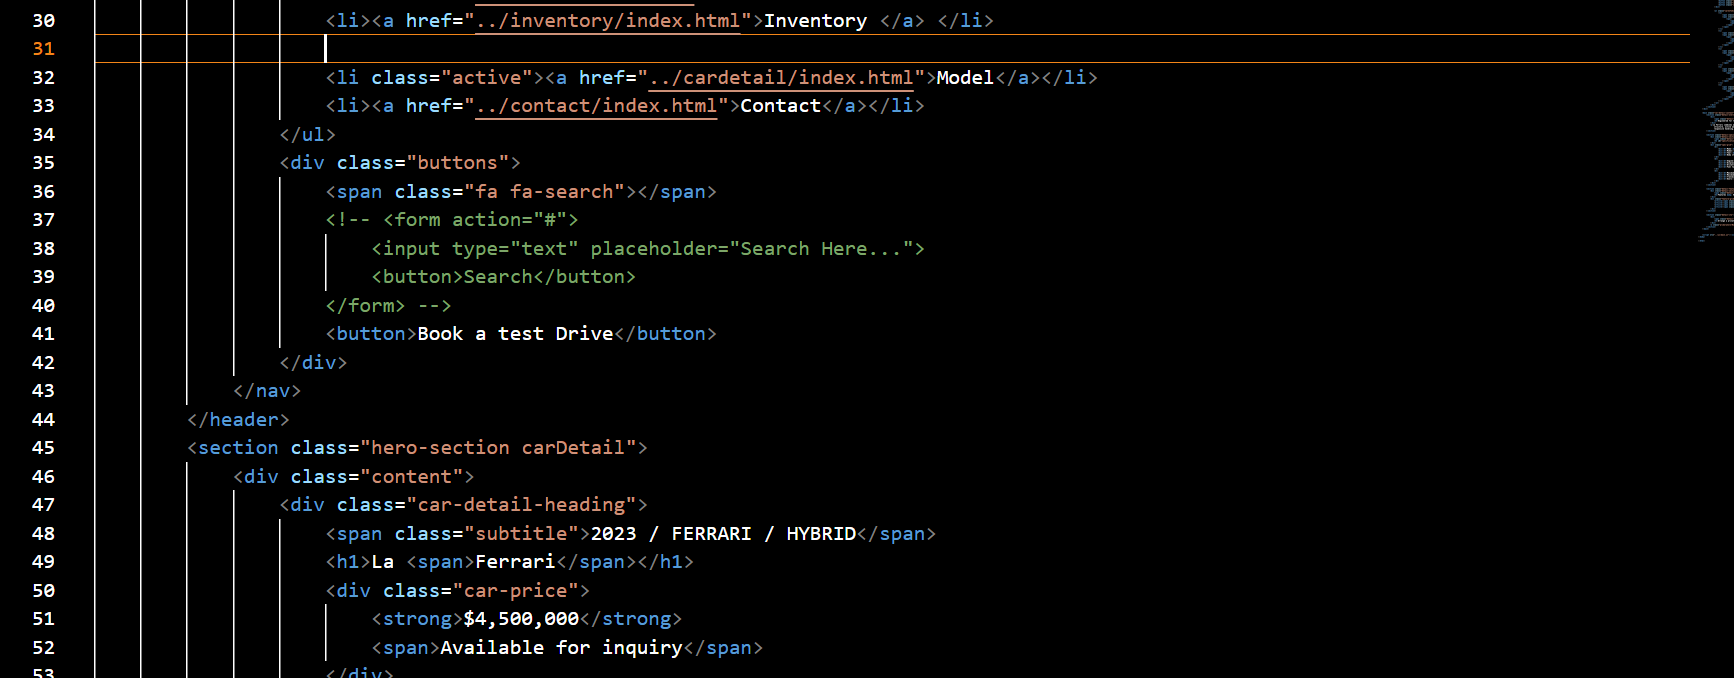 30 <li><a href="../inventory/index.html">Inventory </a> </li>
31
32 <li class="active"><a href="../cardetail/index.html">Model</a></li>
33 <li><a href="../contact/index.html">Contact</a></li>
34 </ul>
35 <div class="buttons">
36 <span class="fa fa-search"></span>
37 <!-- <form action="#">
38 <input type="text" placeholder="Search Here...">
39 <button>Search</button>
40 </form> -->
41 <button>Book a test Drive</button>
42 </div>
43 </nav>
44 </header>
45 <section class="hero-section carDetail">
46 <div class="content">
47 <div class="car-detail-heading">
48 <span class="subtitle">2023 / FERRARI / HYBRID</span>
49 <h1>La <span>Ferrari</span></h1>
50 <div class="car-price">
51 <strong>$4,500,000</strong>
52 <span>Available for inquiry</span>
53 </div>